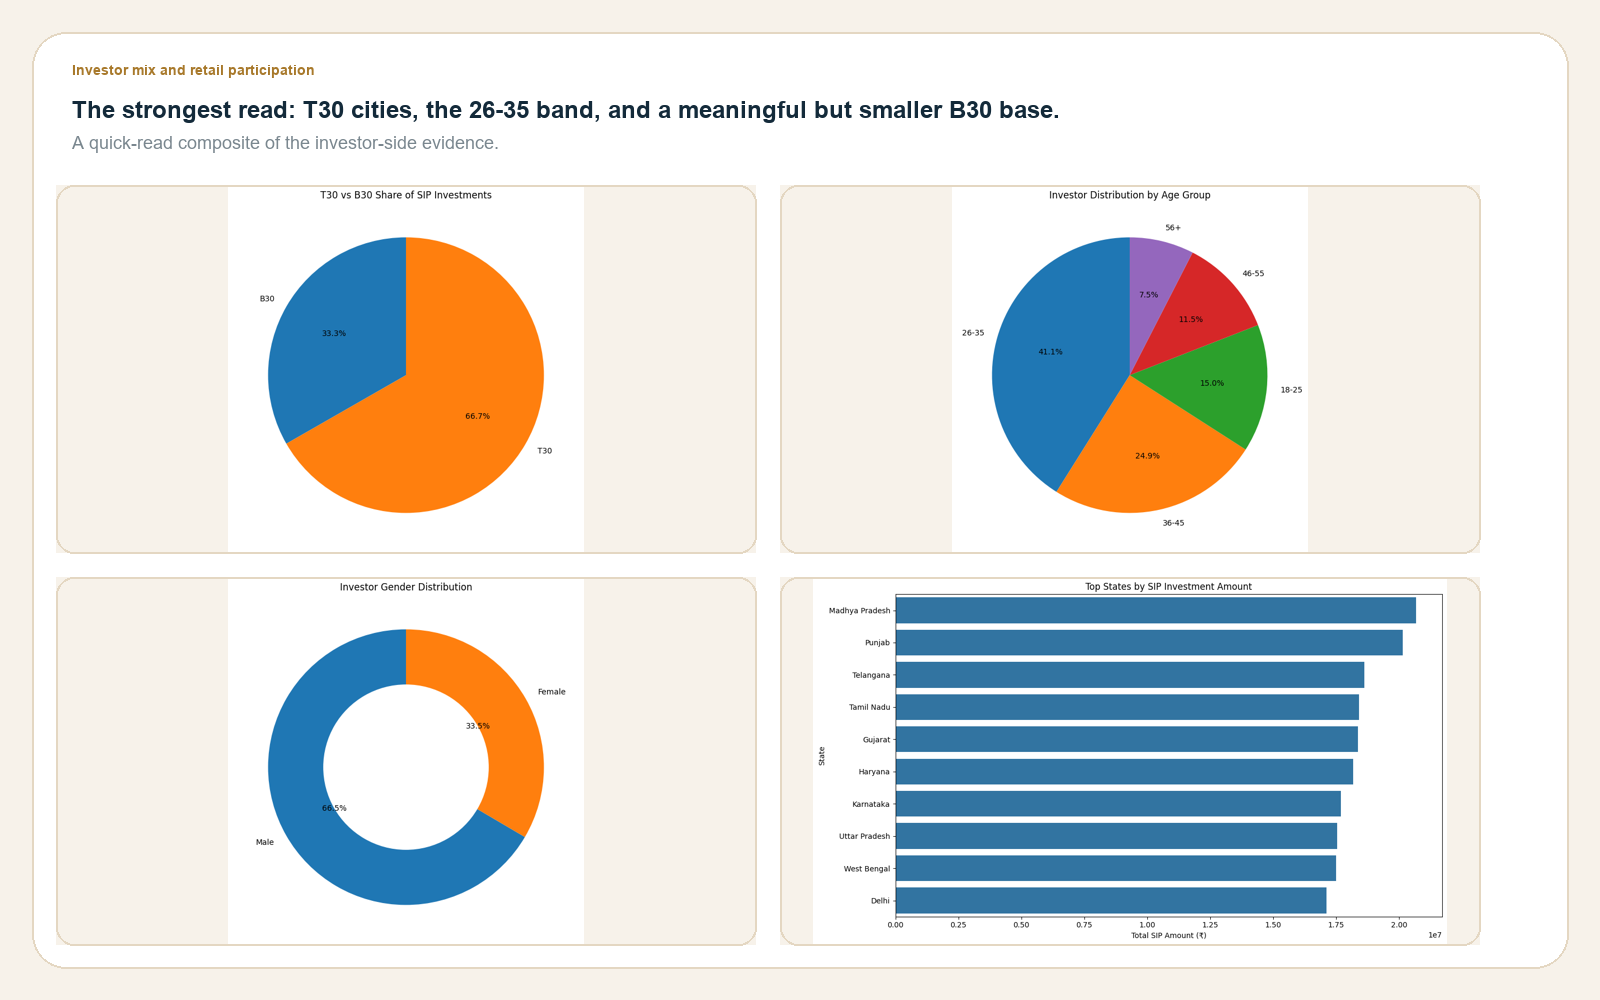 Investor mix and retail participation
The strongest read: T30 cities, the 26-35 band, and a meaningful but smaller B30 base.
A quick-read composite of the investor-side evidence.
T30 vs B30 Share of SIP Investments
B30
33.3%
66.7%
T30
Investor Distribution by Age Group
56+
46-55
7.5%
11.5%
26-35
41.1%
15.0%
18-25
24.9%
36-45
Investor Gender Distribution
Female
33.5%
66.5%
Male
Top States by SIP Investment Amount
State
Madhya Pradesh
Punjab
Telangana
Tamil Nadu
Gujarat
Haryana
Karnataka
Uttar Pradesh
West Bengal
Delhi
0.00 0.25 0.50 0.75 1.00 1.25 1.50 1.75 2.00
1e7
Total SIP Amount (₹)